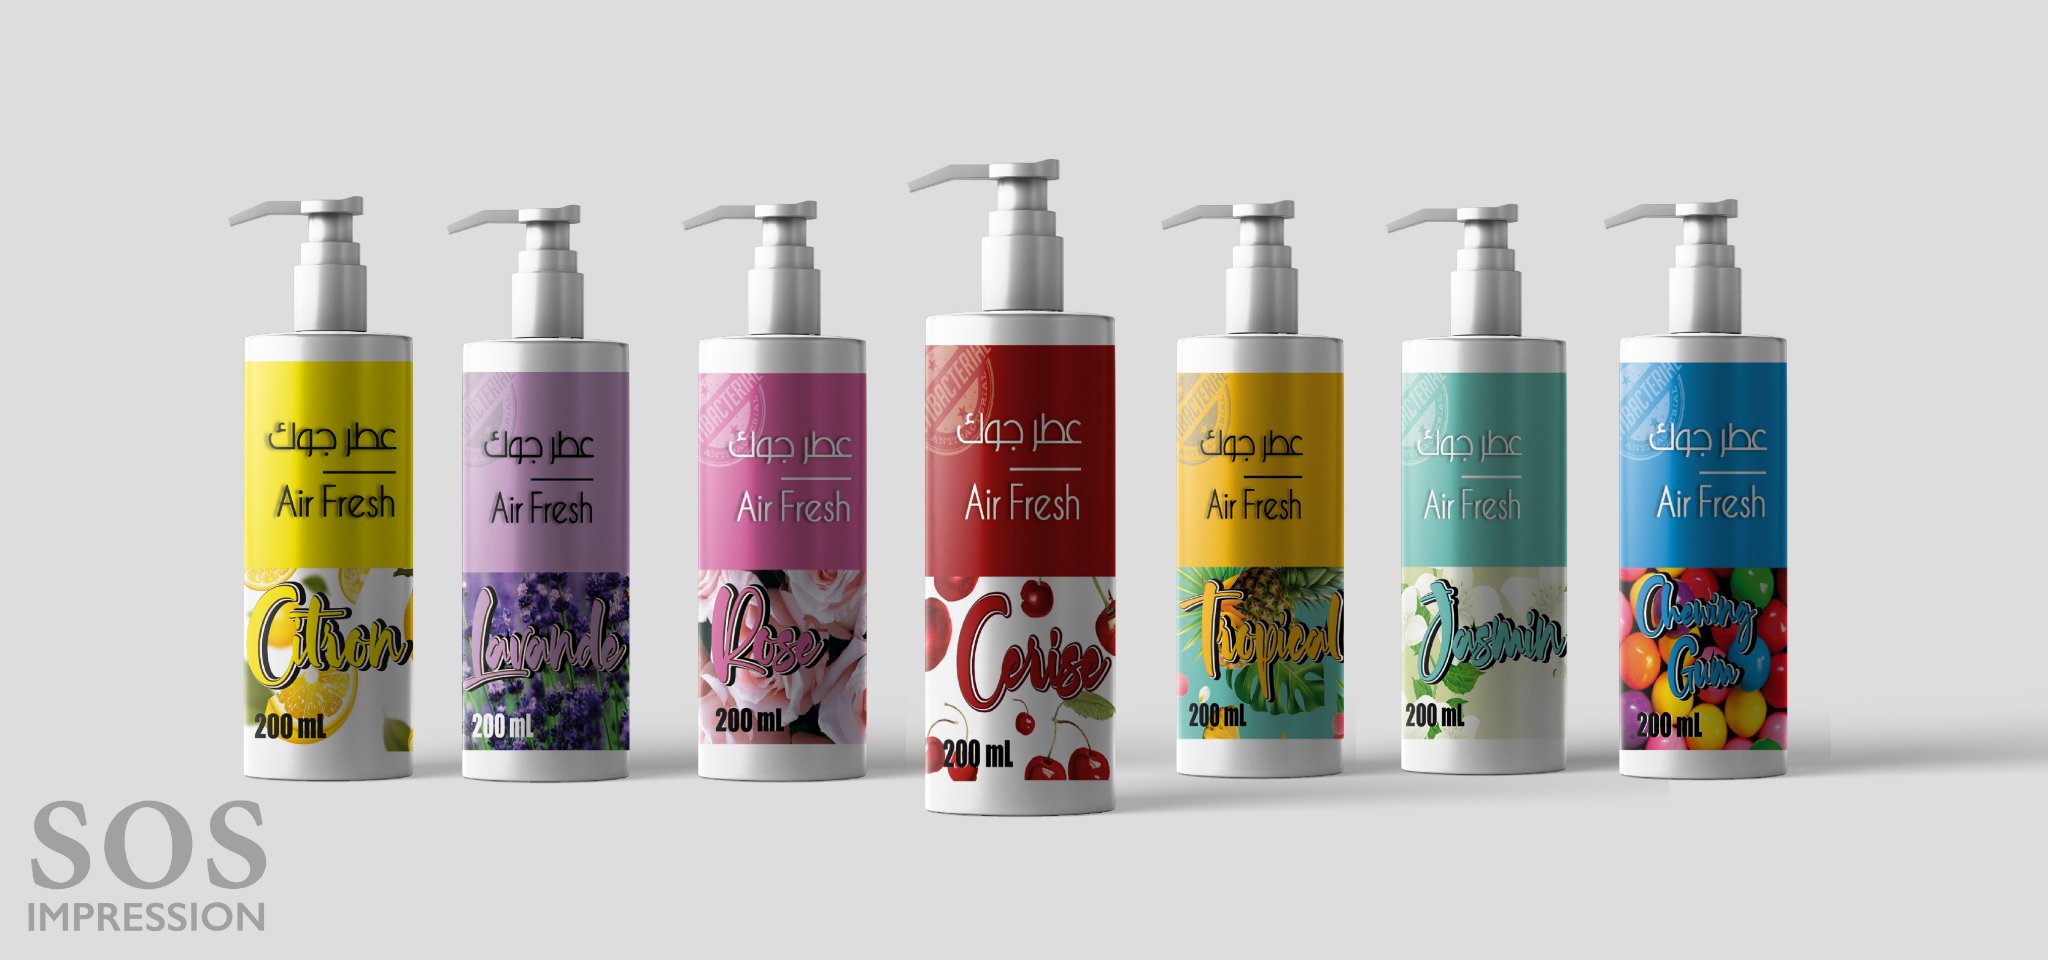 عطر جوك
Air Fresh
Citron
200 mL
عطر جوك
Air Fresh
Lavande
200 mL
ANTIBACTERIAL
عطر جوك
Air Fresh
Rose
200 mL
ANTIBACTERIAL
عطر جوك
Air Fresh
Cerise
200 mL
عطر جوك
Air Fresh
Tropical
200 mL
عطر جوك
Air Fresh
Jasmin
200 mL
عطر جوك
Air Fresh
Chewing
Gum
200 mL
SOS
IMPRESSION